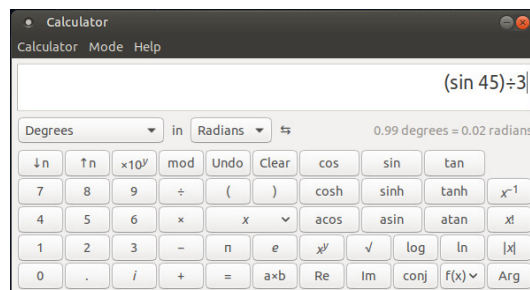 Calculator
Calculator Mode Help
(sin 45)÷3
Degrees in Radians 0.99 degrees = 0.02 radians
↓n ↑n ×10ʸ mod Undo Clear cos sin tan
7 8 9 ÷ ( ) cosh sinh tanh x⁻¹
4 5 6 × x acos asin atan x!
1 2 3 − π e xʸ √ log ln |x|
0 . i + = a×b Re Im conj f(x) Arg